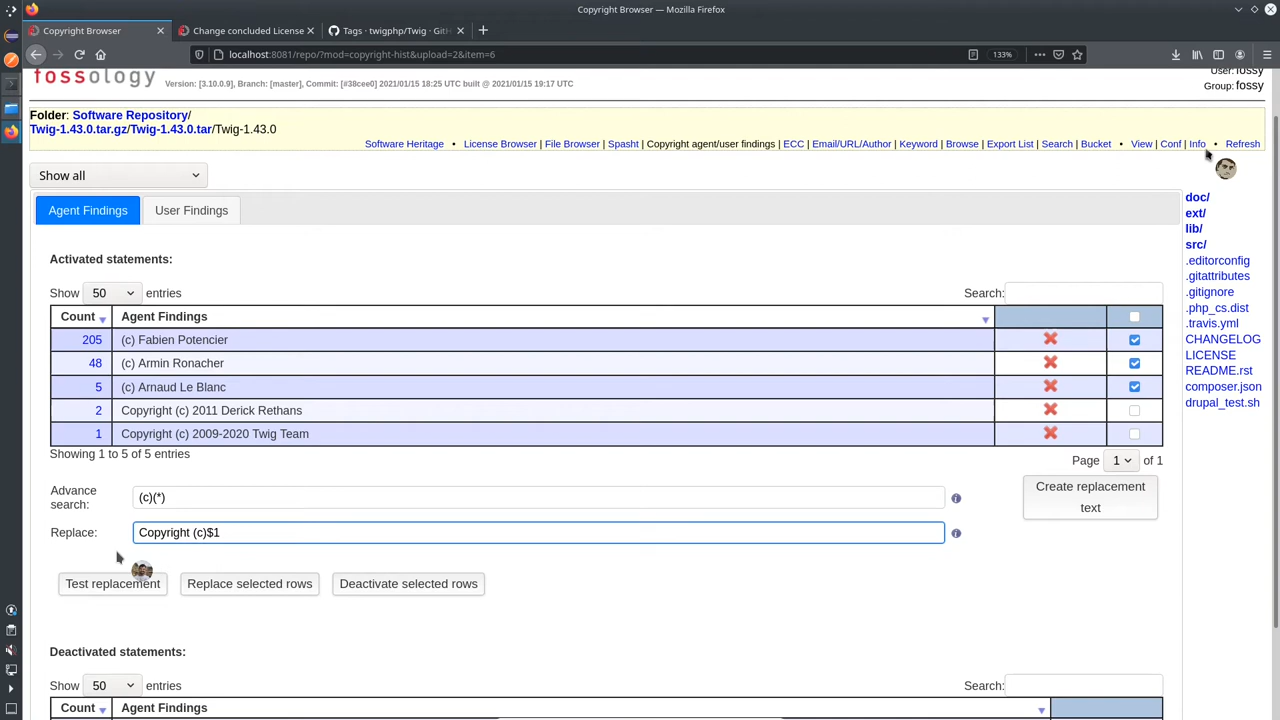 Copyright Browser — Mozilla Firefox
Copyright Browser
Change concluded License
Tags · twigphp/Twig · GitH
localhost:8081/repo/?mod=copyright-hist&upload=2&item=6
133%
fossology Version: [3.10.0.9], Branch: [master], Commit: [#38cee0] 2021/01/15 18:25 UTC built @ 2021/01/15 19:17 UTC
User: fossy
Group: fossy
Folder: Software Repository/
Twig-1.43.0.tar.gz/Twig-1.43.0.tar/Twig-1.43.0
Software Heritage • License Browser | File Browser | Spasht | Copyright agent/user findings | ECC | Email/URL/Author | Keyword | Browse | Export List | Search | Bucket • View | Conf | Info • Refresh
Show all
Agent Findings User Findings
Activated statements:
Show 50 entries Search:
Count Agent Findings
205 (c) Fabien Potencier
48 (c) Armin Ronacher
5 (c) Arnaud Le Blanc
2 Copyright (c) 2011 Derick Rethans
1 Copyright (c) 2009-2020 Twig Team
Showing 1 to 5 of 5 entries
Page 1 of 1
Advance
search:
(c)(*)
Replace: Copyright (c)$1
Create replacement
text
Test replacement Replace selected rows Deactivate selected rows
Deactivated statements:
Show 50 entries Search:
Count Agent Findings
doc/
ext/
lib/
src/
.editorconfig
.gitattributes
.gitignore
.php_cs.dist
.travis.yml
CHANGELOG
LICENSE
README.rst
composer.json
drupal_test.sh